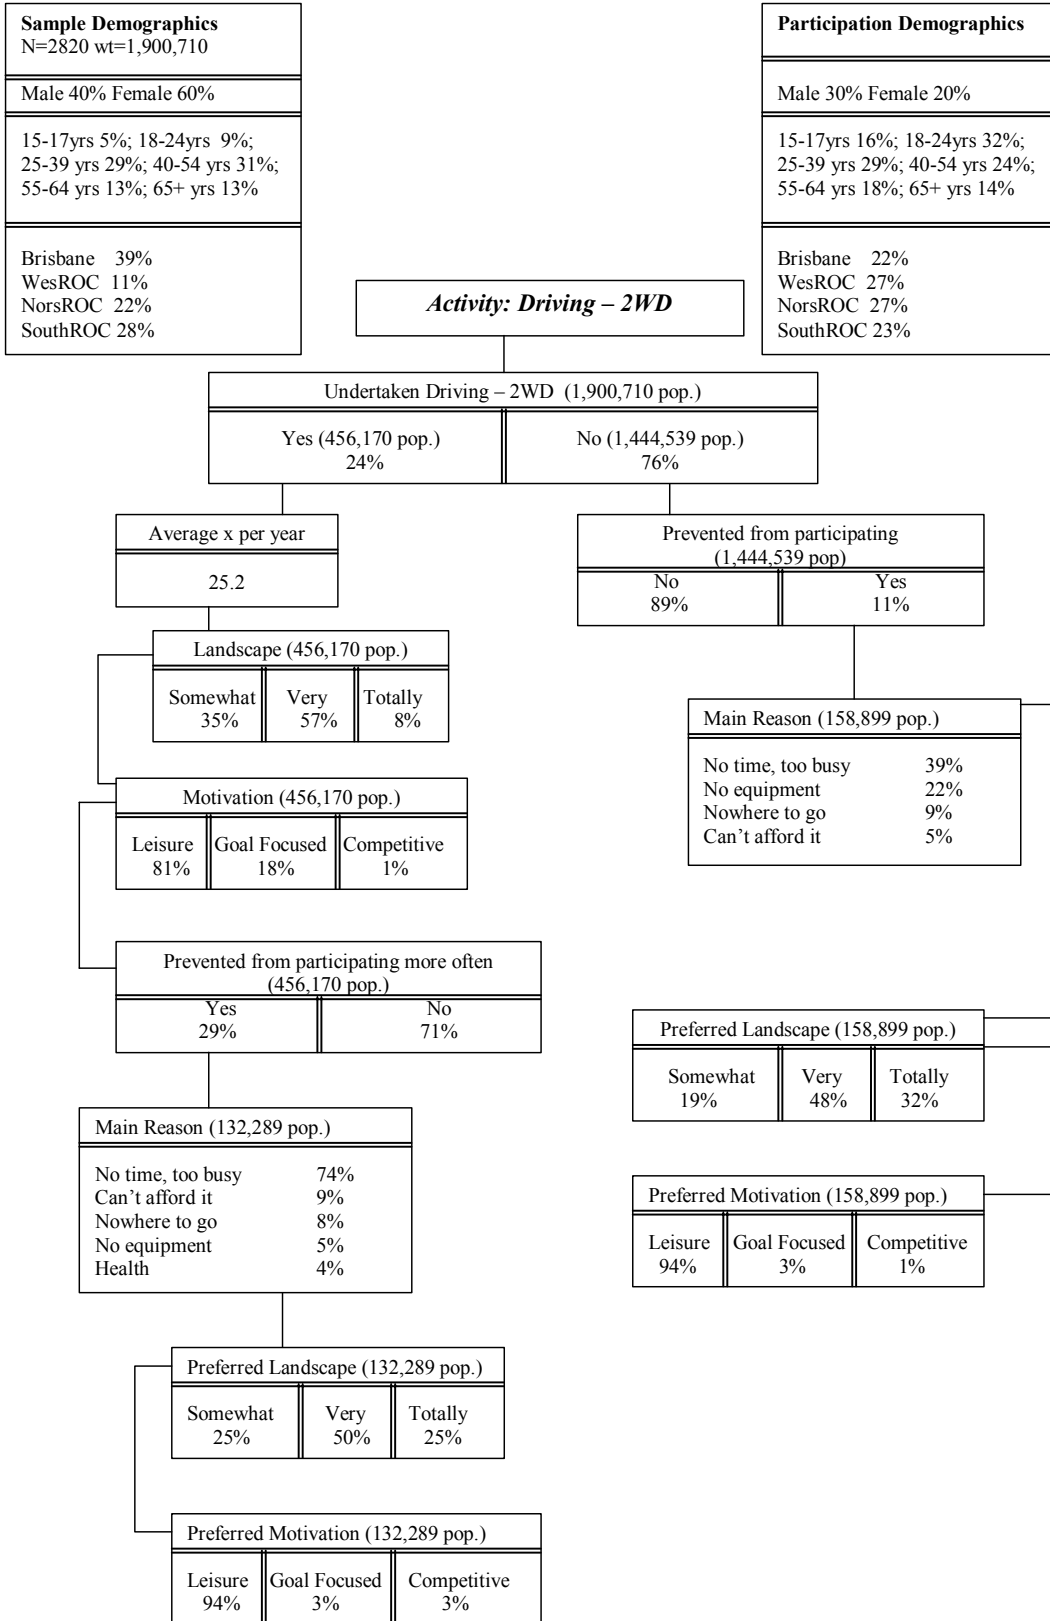 Sample Demographics
N=2820 wt=1,900,710
Male 40% Female 60%
15-17yrs 5%; 18-24yrs 9%;
25-39 yrs 29%; 40-54 yrs 31%;
55-64 yrs 13%; 65+ yrs 13%
Brisbane 39%
WesROC 11%
NorsROC 22%
SouthROC 28%
Participation Demographics
Male 30% Female 20%
15-17yrs 16%; 18-24yrs 32%;
25-39 yrs 29%; 40-54 yrs 24%;
55-64 yrs 18%; 65+ yrs 14%
Brisbane 22%
WesROC 27%
NorsROC 27%
SouthROC 23%
Activity: Driving – 2WD
Undertaken Driving – 2WD (1,900,710 pop.)
Yes (456,170 pop.)
24%
No (1,444,539 pop.)
76%
Average x per year
25.2
Landscape (456,170 pop.)
Somewhat Very Totally
35% 57% 8%
Motivation (456,170 pop.)
Leisure Goal Focused Competitive
81% 18% 1%
Prevented from participating more often
(456,170 pop.)
Yes No
29% 71%
Main Reason (132,289 pop.)
No time, too busy 74%
Can't afford it 9%
Nowhere to go 8%
No equipment 5%
Health 4%
Preferred Landscape (132,289 pop.)
Somewhat Very Totally
25% 50% 25%
Preferred Motivation (132,289 pop.)
Leisure Goal Focused Competitive
94% 3% 3%
Prevented from participating
(1,444,539 pop)
No Yes
89% 11%
Main Reason (158,899 pop.)
No time, too busy 39%
No equipment 22%
Nowhere to go 9%
Can't afford it 5%
Preferred Landscape (158,899 pop.)
Somewhat Very Totally
19% 48% 32%
Preferred Motivation (158,899 pop.)
Leisure Goal Focused Competitive
94% 3% 1%